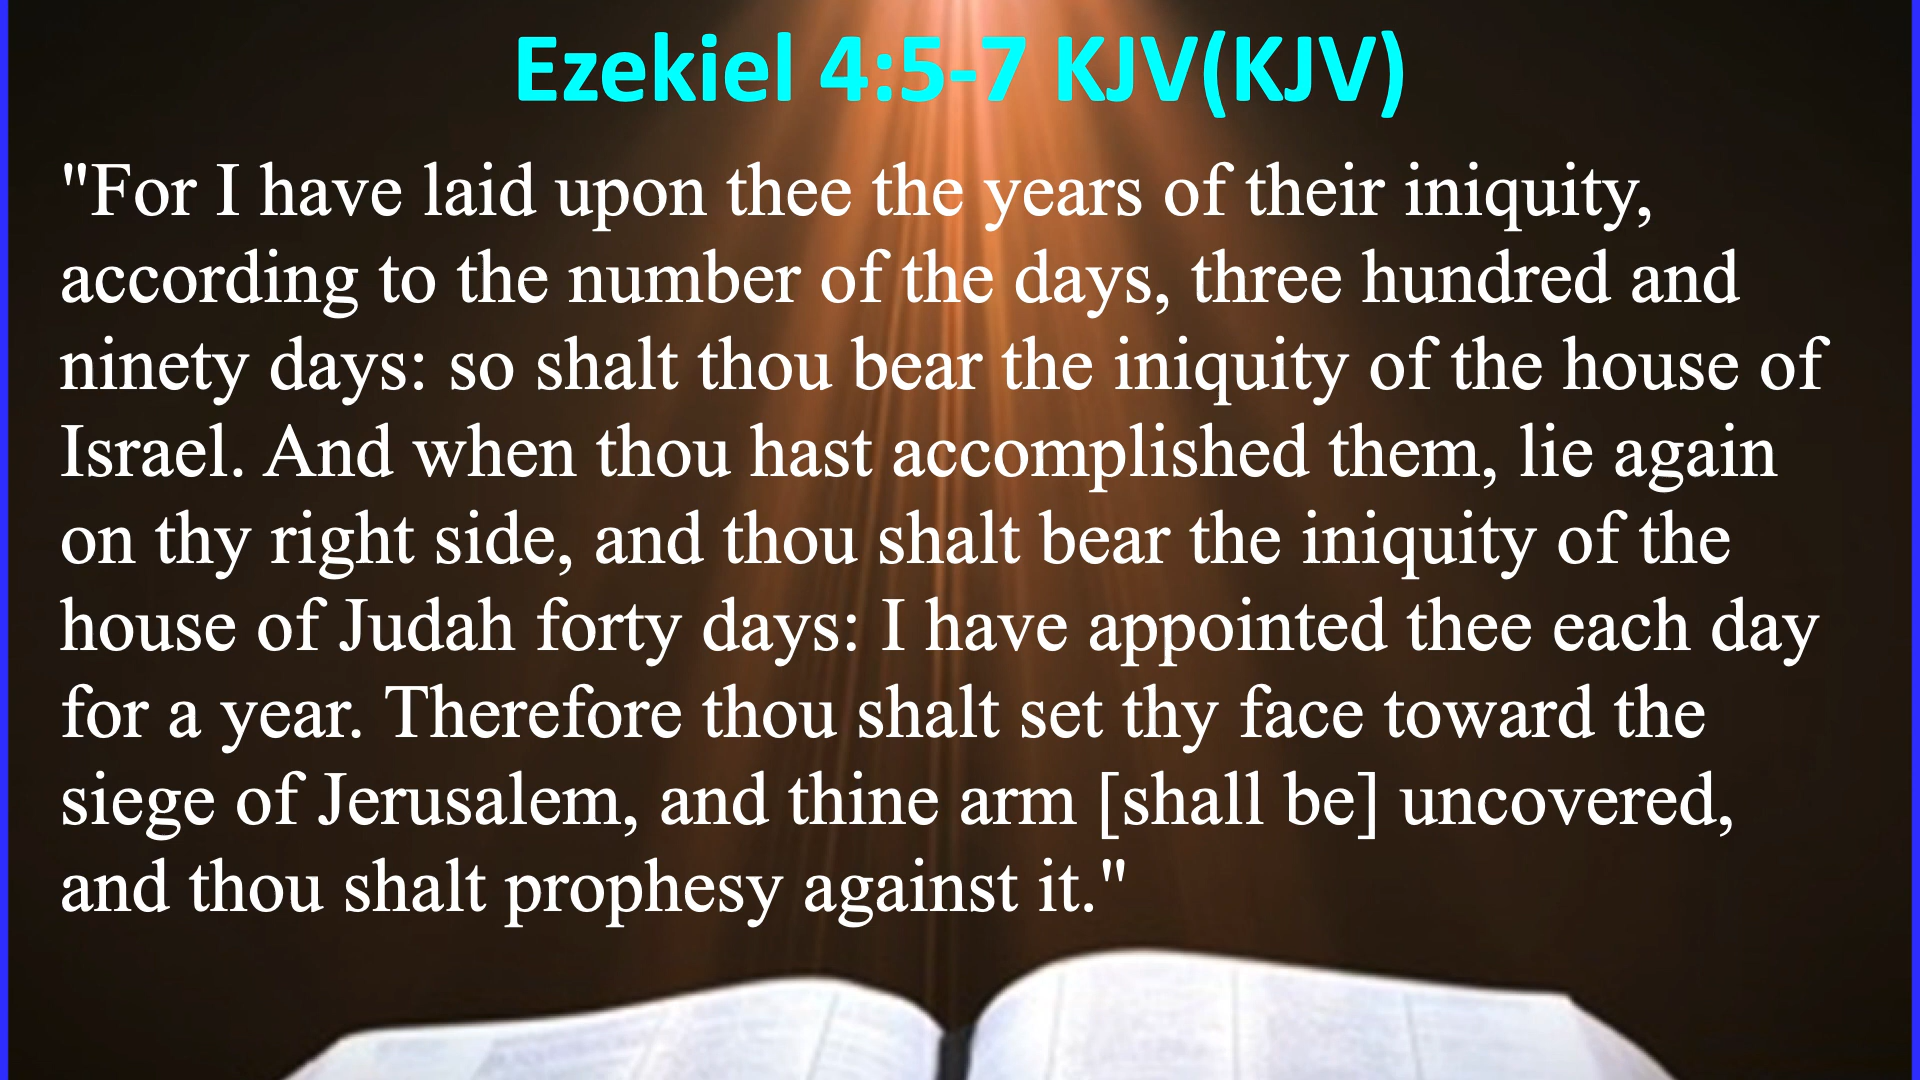 Ezekiel 4:5-7 KJV(KJV)
"For I have laid upon thee the years of their iniquity,
according to the number of the days, three hundred and
ninety days: so shalt thou bear the iniquity of the house of
Israel. And when thou hast accomplished them, lie again
on thy right side, and thou shalt bear the iniquity of the
house of Judah forty days: I have appointed thee each day
for a year. Therefore thou shalt set thy face toward the
siege of Jerusalem, and thine arm [shall be] uncovered,
and thou shalt prophesy against it."